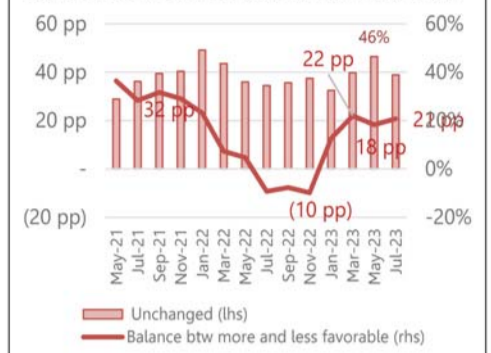 60 pp
60%
46%
22 pp
40 pp
40%
32 pp
20 pp
21 pp
20%
18 pp
-
0%
(10 pp)
(20 pp)
-20%
May-21
Jul-21
Sep-21
Nov-21
Jan-22
Mar-22
May-22
Jul-22
Sep-22
Nov-22
Jan-23
Mar-23
May-23
Jul-23
Unchanged (lhs)
Balance btw more and less favorable (rhs)